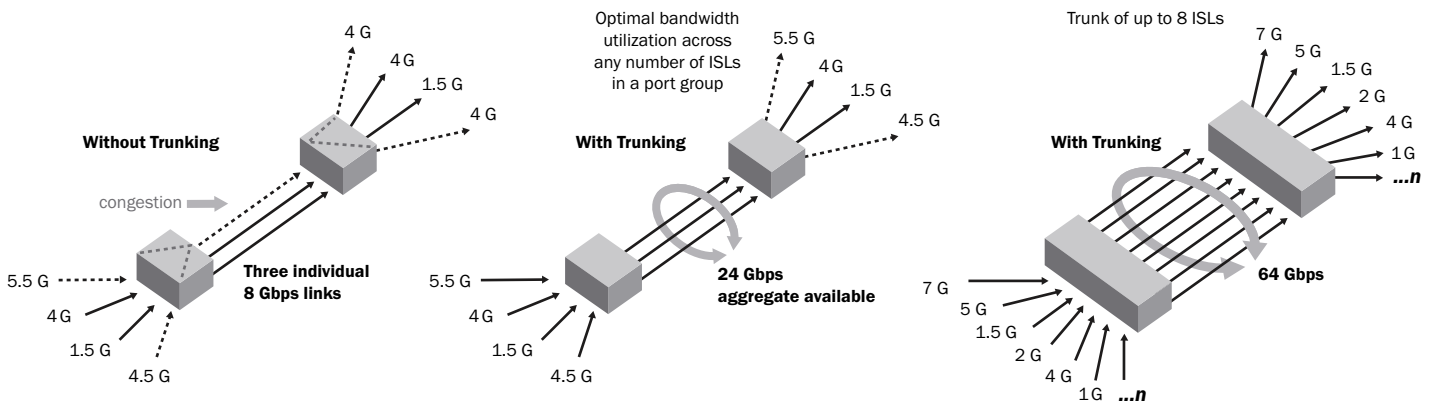 4 G
4 G
1.5 G
4 G
Without Trunking
congestion
Three individual
8 Gbps links
5.5 G
4 G
1.5 G
4.5 G
Optimal bandwidth
utilization across
any number of ISLs
in a port group
5.5 G
4 G
1.5 G
4.5 G
With Trunking
24 Gbps
aggregate available
5.5 G
4 G
1.5 G
4.5 G
Trunk of up to 8 ISLs
7 G
5 G
1.5 G
2 G
4 G
1 G
...n
With Trunking
64 Gbps
7 G
5 G
1.5 G
2 G
4 G
1 G
...n